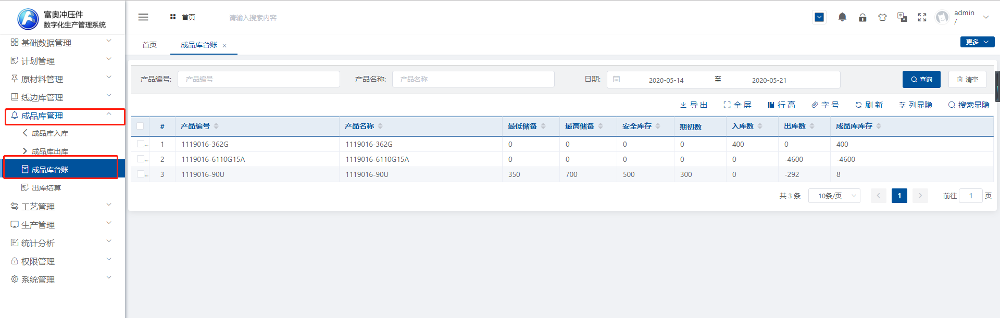 富奥冲压件
数字化生产管理系统
首页
请输入搜索内容
admin
/
首页
成品库台账 ×
更多
基础数据管理
计划管理
原材料管理
线边库管理
成品库管理
成品库入库
成品库出库
成品库台账
出库结算
工艺管理
生产管理
统计分析
权限管理
系统管理
产品编号: 产品编号 产品名称: 产品名称 日期: 2020-05-14 至 2020-05-21 查询 清空
导出 全屏 行高 字号 刷新 列显隐 搜索显隐
# 产品编号 产品名称 最低储备 最高储备 安全库存 期初数 入库数 出库数 成品库库存
1 1119016-362G 1119016-362G 0 0 0 0 400 0 400
2 1119016-6110G15A 1119016-6110G15A 0 0 0 0 0 -4600 -4600
3 1119016-90U 1119016-90U 350 700 500 300 0 -292 8
共 3 条 10条/页 1 前往 1 页